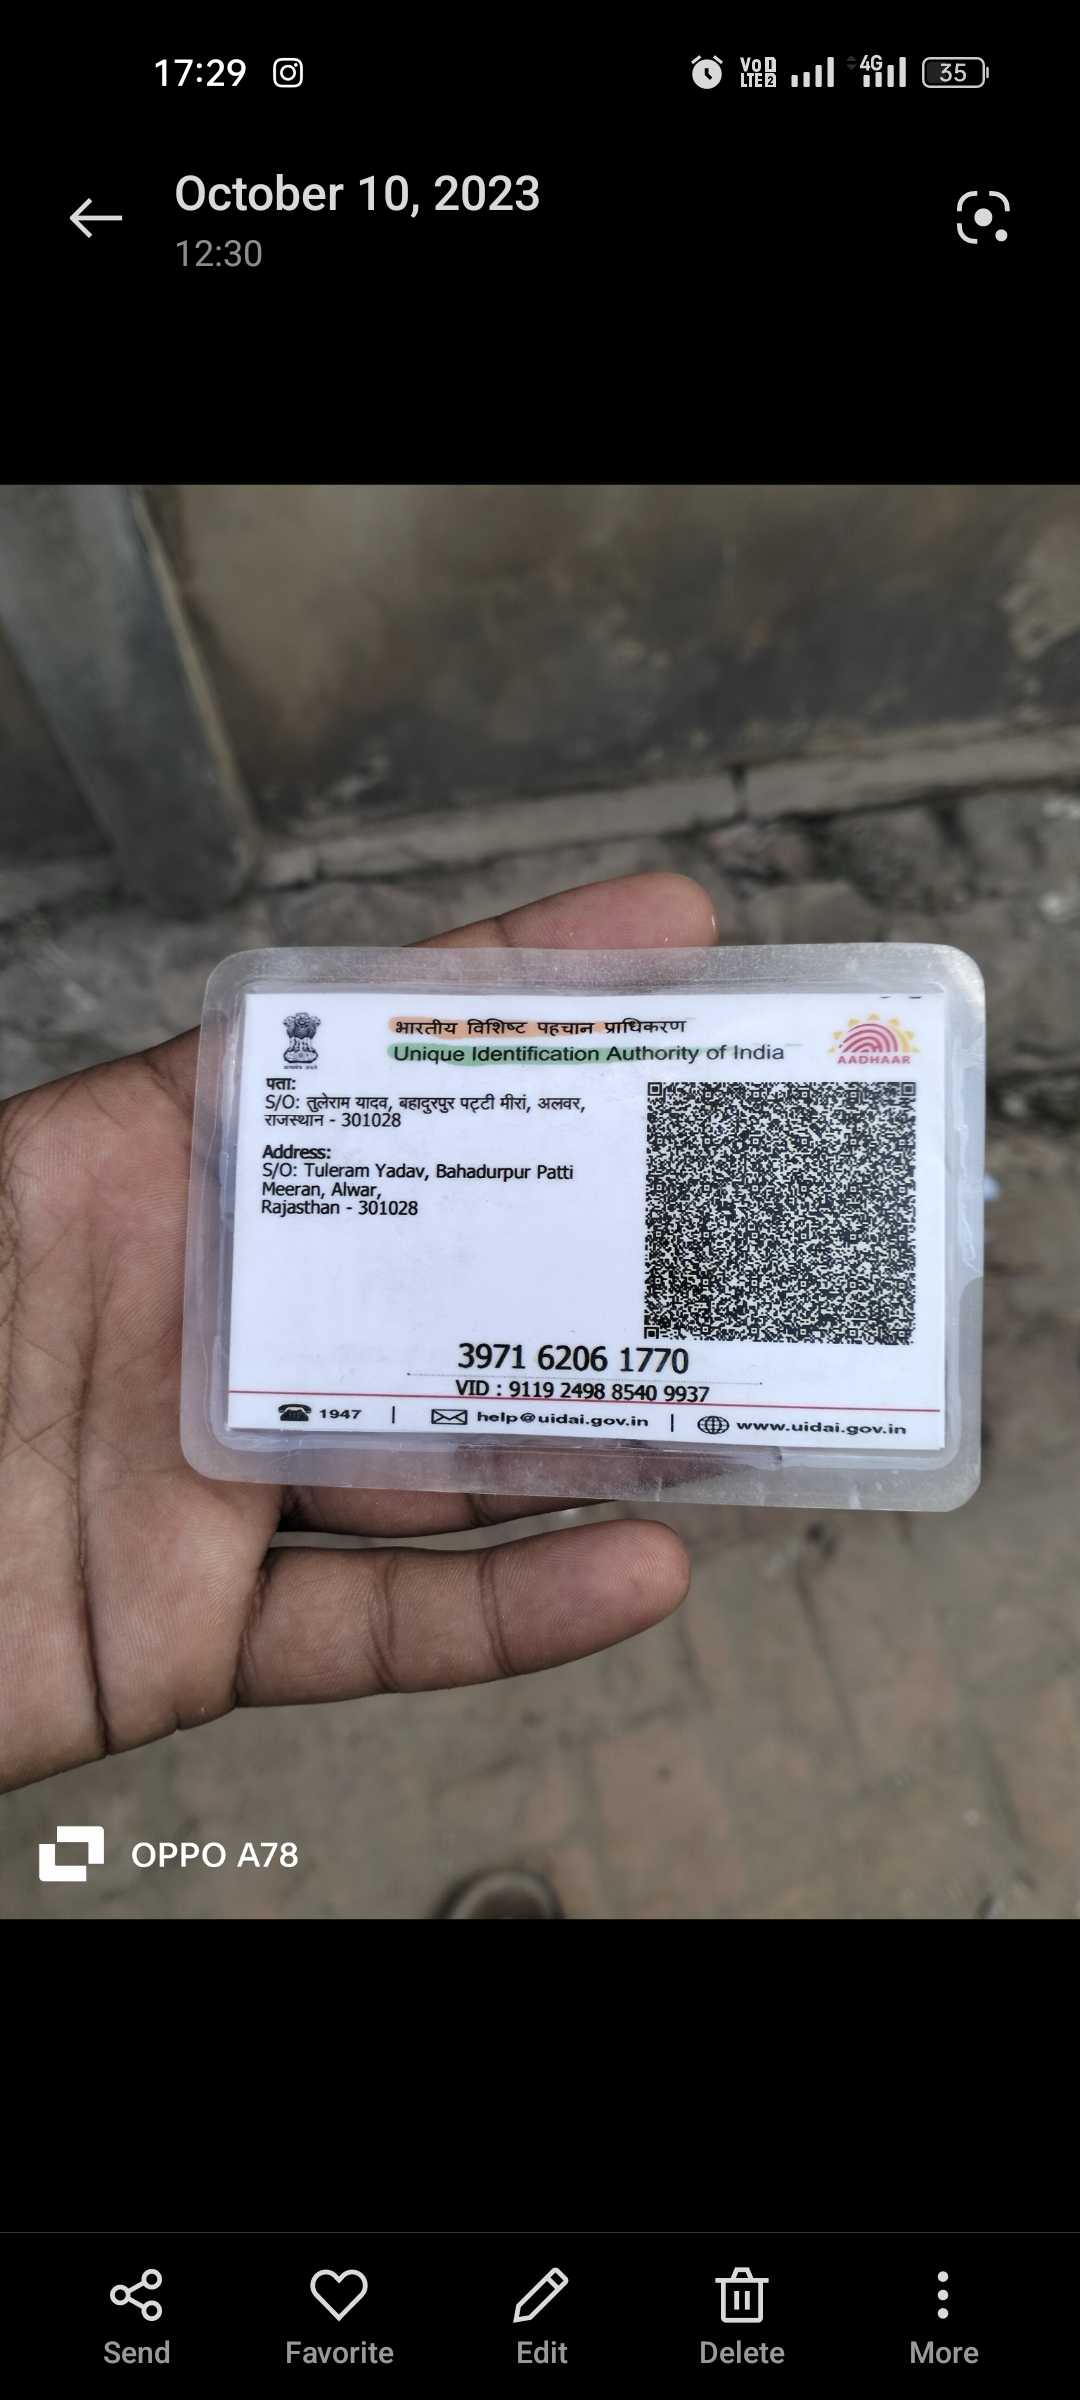 17:29
VoD LTE2 4G 35
October 10, 2023
12:30
भारतीय विशिष्ट पहचान प्राधिकरण
Unique Identification Authority of India
AADHAAR
पता:
S/O: तुलेराम यादव, बहादुरपुर पट्टी मीरां, अलवर,
राजस्थान - 301028
Address:
S/O: Tuleram Yadav, Bahadurpur Patti
Meeran, Alwar,
Rajasthan - 301028
3971 6206 1770
VID : 9119 2498 8540 9937
1947 | help@uidai.gov.in | www.uidai.gov.in
OPPO A78
Send Favorite Edit Delete More